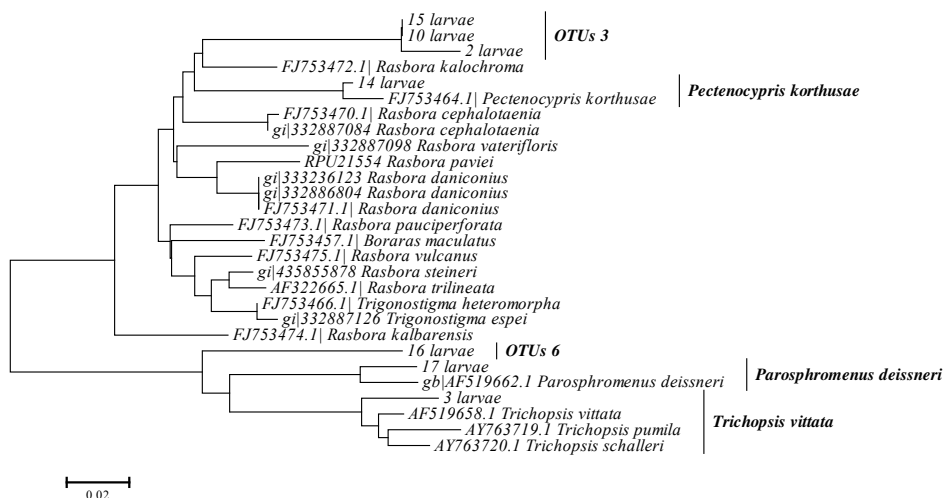 15 larvae
10 larvae
OTUs 3
2 larvae
FJ753472.1| Rasbora kalochroma
14 larvae
Pectenocypris korthusae
FJ753464.1| Pectenocypris korthusae
FJ753470.1| Rasbora cephalotaenia
gi|332887084 Rasbora cephalotaenia
gi|332887098 Rasbora vaterifloris
RPU21554 Rasbora paviei
gi|333236123 Rasbora daniconius
gi|332886804 Rasbora daniconius
FJ753471.1| Rasbora daniconius
FJ753473.1| Rasbora pauciperforata
FJ753457.1| Boraras maculatus
FJ753475.1| Rasbora vulcanus
gi|435855878 Rasbora steineri
AF322665.1| Rasbora trilineata
FJ753466.1| Trigonostigma heteromorpha
gi|332887126 Trigonostigma espei
FJ753474.1| Rasbora kalbarensis
16 larvae
OTUs 6
17 larvae
Parosphromenus deissneri
gb|AF519662.1 Parosphromenus deissneri
3 larvae
AF519658.1 Trichopsis vittata
Trichopsis vittata
AY763719.1 Trichopsis pumila
AY763720.1 Trichopsis schalleri
0.02